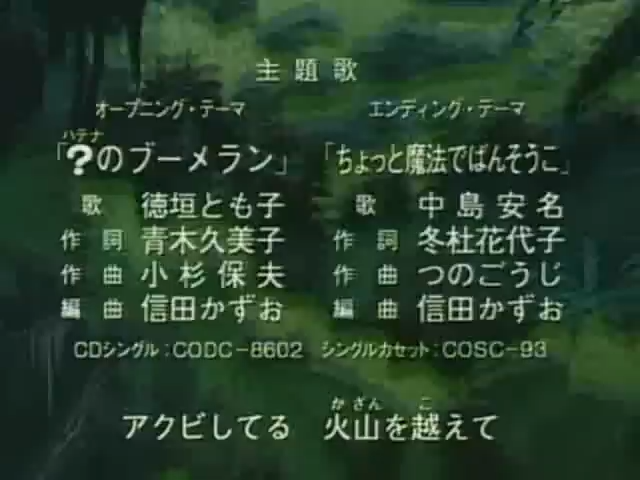 主題歌
オープニング・テーマ
ハテナ
「?のブーメラン」
歌 徳垣とも子
作詞 青木久美子
作曲 小杉保夫
編曲 信田かずお
エンディング・テーマ
「ちょっと魔法でばんそうこ」
歌 中島安名
作詞 冬杜花代子
作曲 つのごうじ
編曲 信田かずお
CDシングル:CODC-8602 シングルカセット:COSC-93
かざん こ
アクビしてる 火山を越えて